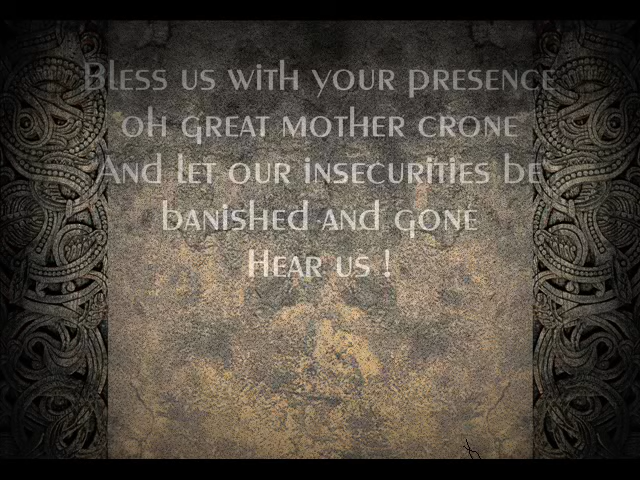 Bless us with your presence
oh great mother crone
And let our insecurities be
banished and gone
Hear us !